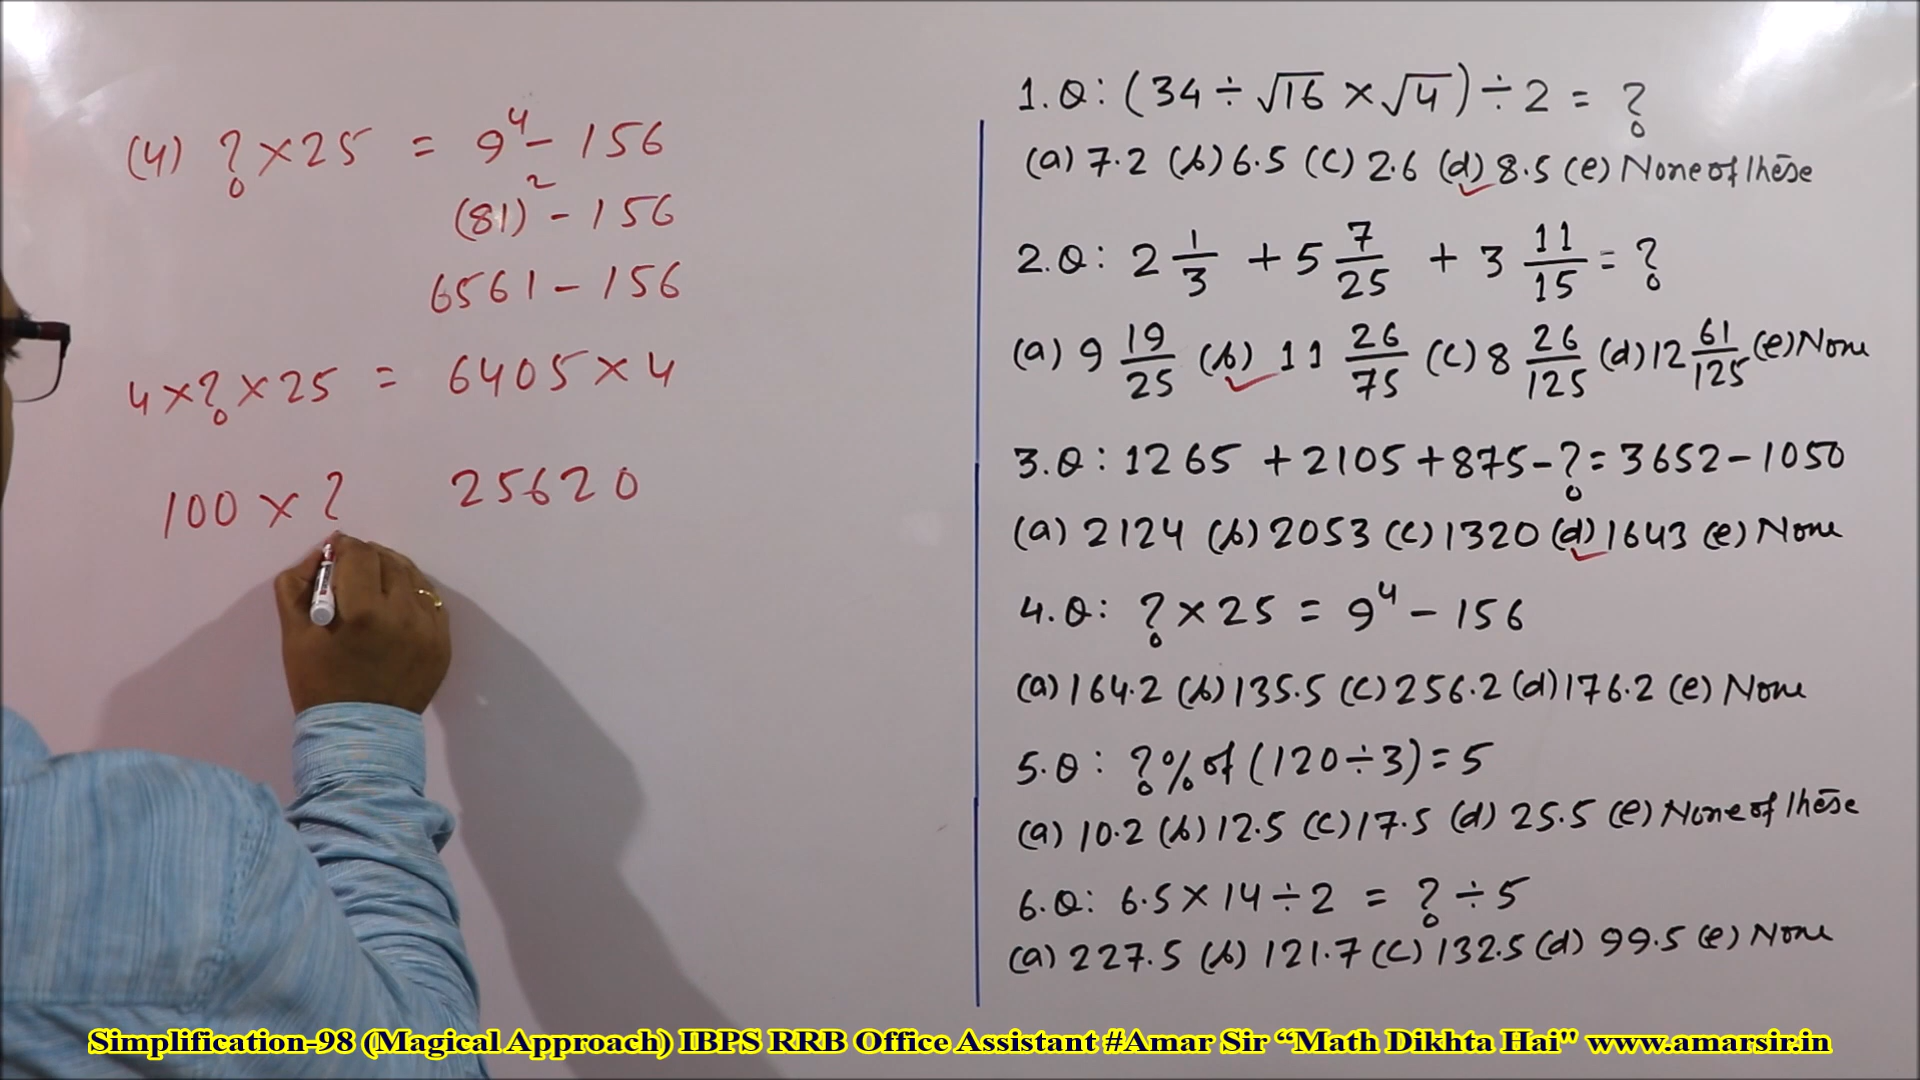 (4) ? × 25 = 9⁴ - 156
(81)² - 156
6561 - 156
4 × ? × 25 = 6405 × 4
100 × ? 25620
1.Q: (34 ÷ √16 × √4) ÷ 2 = ?
(a) 7.2 (b) 6.5 (c) 2.6 (d) 8.5 (e) None of these
2.Q: 2 1/3 + 5 7/25 + 3 11/15 = ?
(a) 9 19/25 (b) 11 26/75 (c) 8 26/125 (d) 12 61/125 (e) None
3.Q: 1265 + 2105 + 875 - ? = 3652 - 1050
(a) 2124 (b) 2053 (c) 1320 (d) 1643 (e) None
4.Q: ? × 25 = 9⁴ - 156
(a) 164.2 (b) 135.5 (c) 256.2 (d) 176.2 (e) None
5.Q: ?% of (120 ÷ 3) = 5
(a) 10.2 (b) 12.5 (c) 17.5 (d) 25.5 (e) None of these
6.Q: 6.5 × 14 ÷ 2 = ? ÷ 5
(a) 227.5 (b) 121.7 (c) 132.5 (d) 99.5 (e) None
Simplification-98 (Magical Approach) IBPS RRB Office Assistant #Amar Sir “Math Dikhta Hai" www.amarsir.in